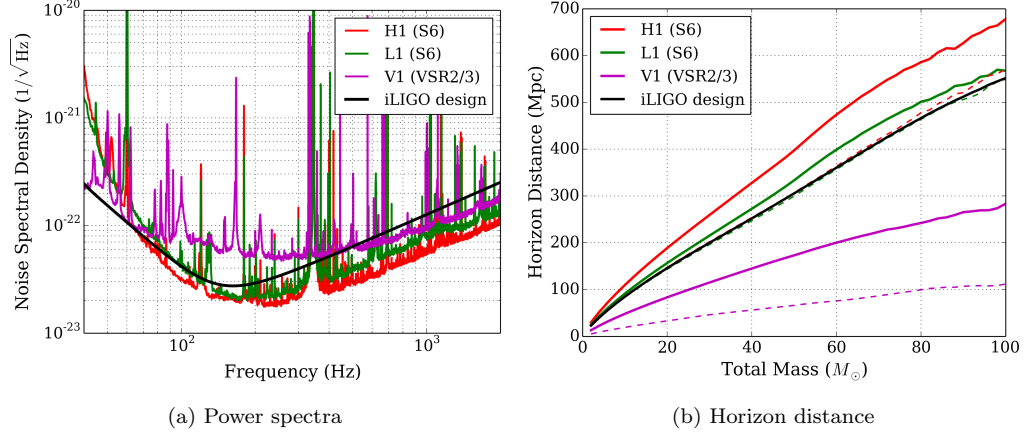 10^-20
10^-21
10^-22
10^-23
Noise Spectral Density (1/√Hz)
H1 (S6)
L1 (S6)
V1 (VSR2/3)
iLIGO design
10^2
10^3
Frequency (Hz)
(a) Power spectra
700
600
500
400
300
200
100
0
Horizon Distance (Mpc)
H1 (S6)
L1 (S6)
V1 (VSR2/3)
iLIGO design
0 20 40 60 80 100
Total Mass (M⊙)
(b) Horizon distance